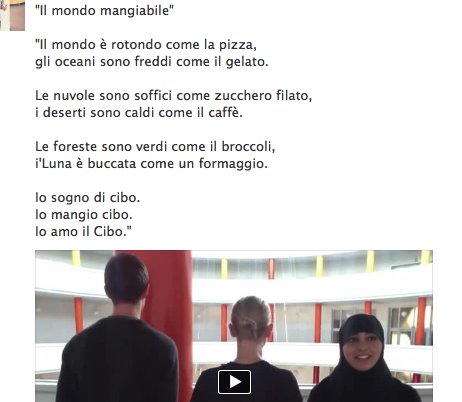 "Il mondo mangiabile"
"Il mondo è rotondo come la pizza,
gli oceani sono freddi come il gelato.
Le nuvole sono soffici come zucchero filato,
i deserti sono caldi come il caffè.
Le foreste sono verdi come il broccoli,
i'Luna è buccata come un formaggio.
Io sogno di cibo.
Io mangio cibo.
Io amo il Cibo."